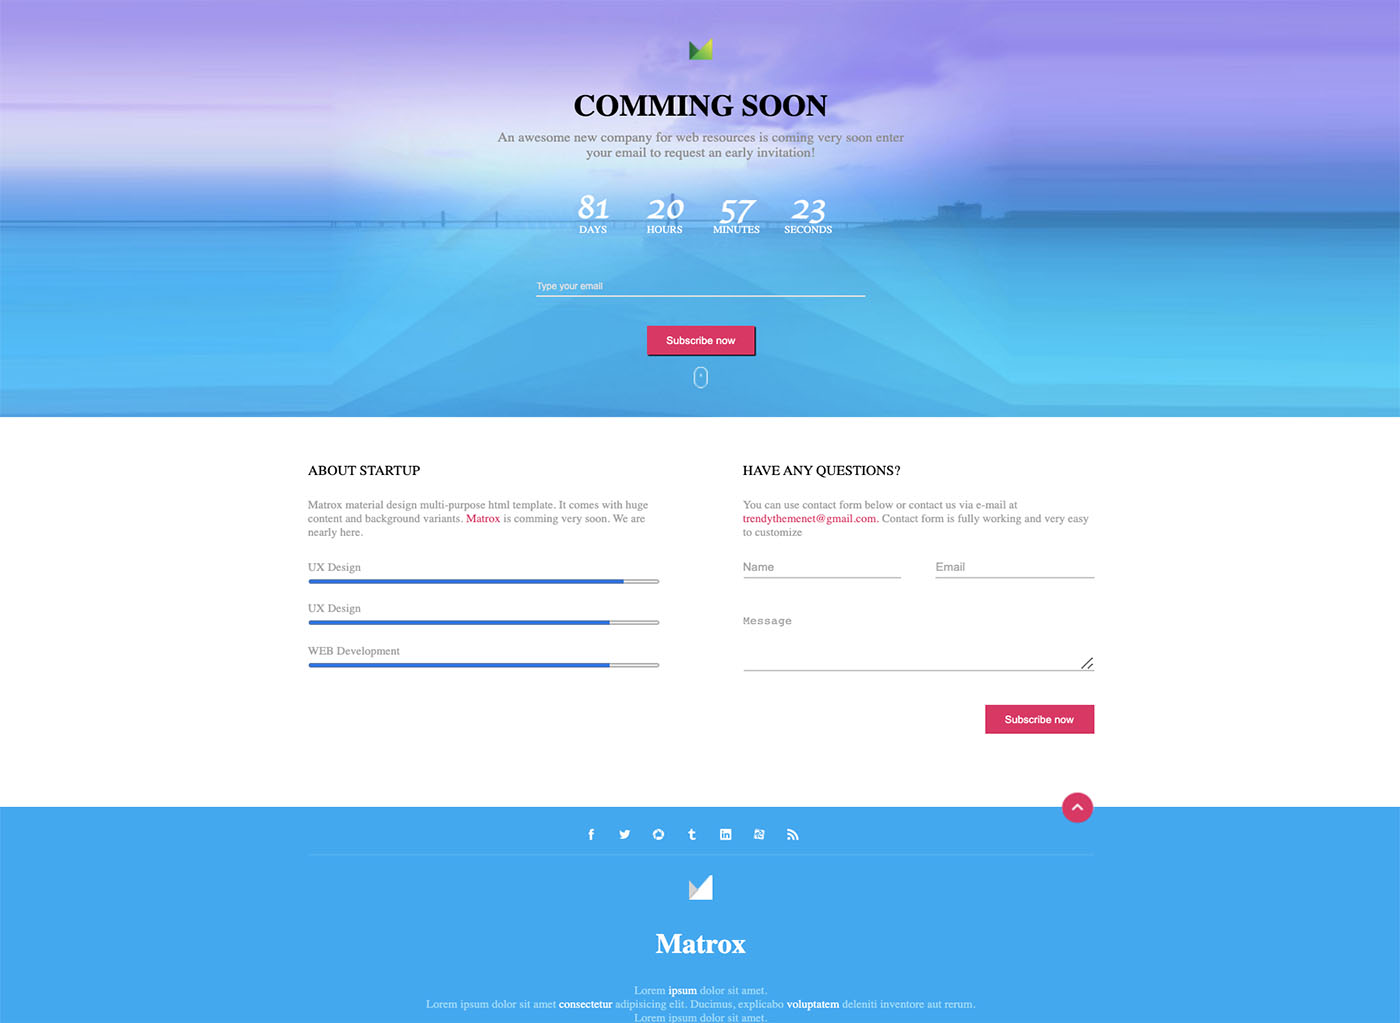 COMMING SOON
An awesome new company for web resources is coming very soon enter
your email to request an early invitation!
81 20 57 23
DAYS HOURS MINUTES SECONDS
Type your email
Subscribe now
ABOUT STARTUP
Matrox material design multi-purpose html template. It comes with huge
content and background variants. Matrox is comming very soon. We are
nearly here.
UX Design
UX Design
WEB Development
HAVE ANY QUESTIONS?
You can use contact form below or contact us via e-mail at
trendythemenet@gmail.com. Contact form is fully working and very easy
to customize
Name Email
Message
Subscribe now
Matrox
Lorem ipsum dolor sit amet.
Lorem ipsum dolor sit amet consectetur adipisicing elit. Ducimus, explicabo voluptatem deleniti inventore aut rerum.
Lorem ipsum dolor sit amet.